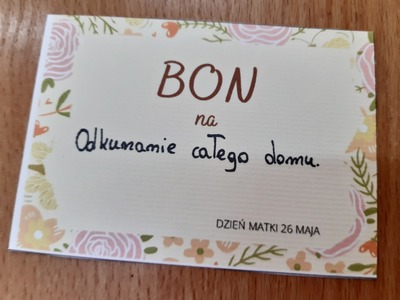 BON
na
Odkurzanie całego domu.
DZIEŃ MATKI 26 MAJA